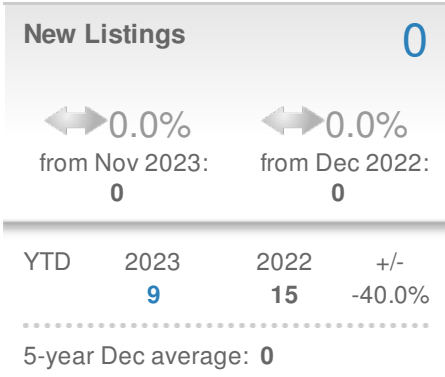 New Listings 0
0.0% 0.0%
from Nov 2023: from Dec 2022:
0 0
YTD 2023 2022 +/-
9 15 -40.0%
5-year Dec average: 0